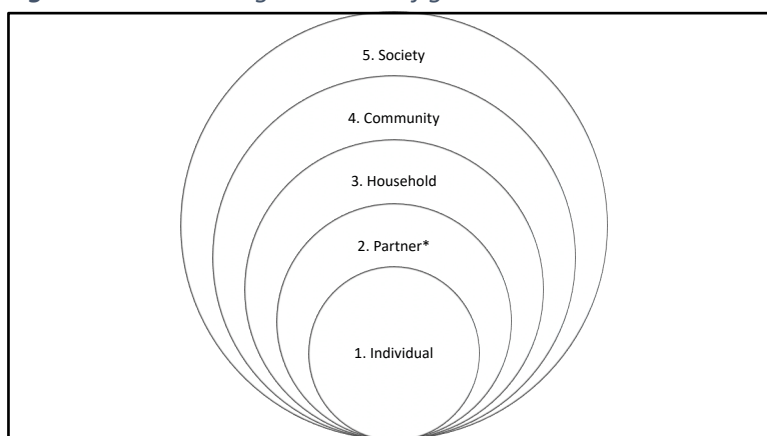 5. Society
4. Community
3. Household
2. Partner*
1. Individual